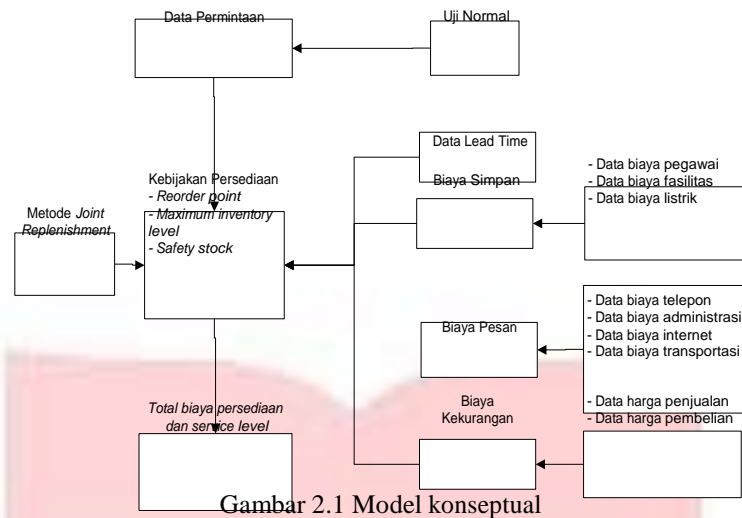 Data Permintaan
Uji Normal
Data Lead Time
Biaya Simpan
- Data biaya pegawai
- Data biaya fasilitas
- Data biaya listrik
Kebijakan Persediaan
- Reorder point
- Maximum inventory
level
- Safety stock
Metode Joint
Replenishment
Biaya Pesan
- Data biaya telepon
- Data biaya administrasi
- Data biaya internet
- Data biaya transportasi
Total biaya persediaan
dan service level
Biaya
Kekurangan
- Data harga penjualan
- Data harga pembelian
Gambar 2.1 Model konseptual